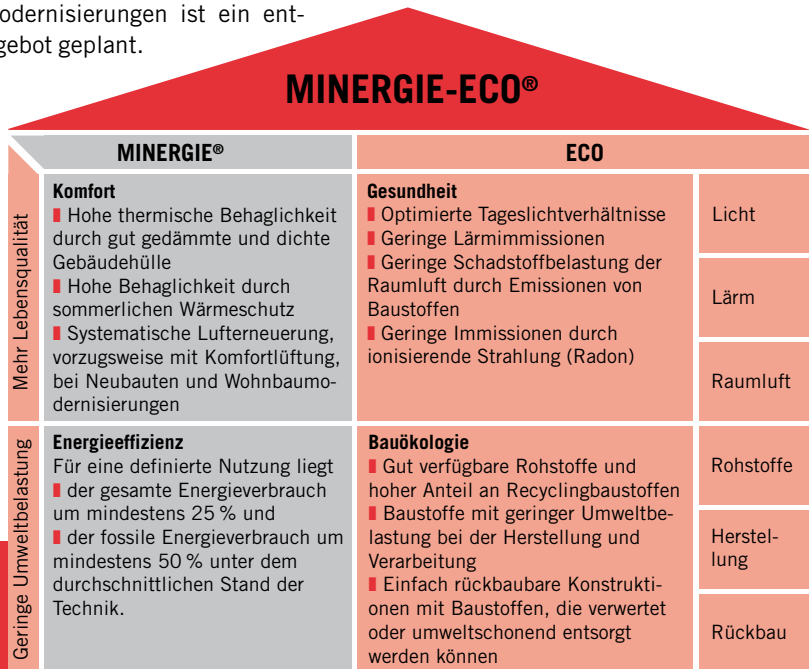 odernisierungen ist ein ent-
gebot geplant.
MINERGIE-ECO®
MINERGIE®
ECO
Mehr Lebensqualität
Komfort
Hohe thermische Behaglichkeit
durch gut gedämmte und dichte
Gebäudehülle
Hohe Behaglichkeit durch
sommerlichen Wärmeschutz
Systematische Lufterneuerung,
vorzugsweise mit Komfortlüftung,
bei Neubauten und Wohnbaumo-
dernisierungen
Gesundheit
Optimierte Tageslichtverhältnisse
Geringe Lärmimmissionen
Geringe Schadstoffbelastung der
Raumluft durch Emissionen von
Baustoffen
Geringe Immissionen durch
ionisierende Strahlung (Radon)
Licht
Lärm
Raumluft
Geringe Umweltbelastung
Energieeffizienz
Für eine definierte Nutzung liegt
der gesamte Energieverbrauch
um mindestens 25 % und
der fossile Energieverbrauch um
mindestens 50 % unter dem
durchschnittlichen Stand der
Technik.
Bauökologie
Gut verfügbare Rohstoffe und
hoher Anteil an Recyclingbaustoffen
Baustoffe mit geringer Umweltbe-
lastung bei der Herstellung und
Verarbeitung
Einfach rückbaubare Konstrukti-
onen mit Baustoffen, die verwertet
oder umweltschonend entsorgt
werden können
Rohstoffe
Herstel-
lung
Rückbau